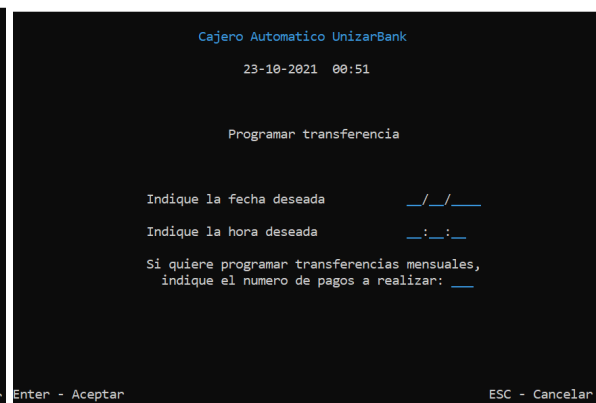 Cajero Automatico UnizarBank
23-10-2021 00:51
Programar transferencia
Indique la fecha deseada __/__/____
Indique la hora deseada __:__:__
Si quiere programar transferencias mensuales,
indique el numero de pagos a realizar: ___
Enter - Aceptar ESC - Cancelar